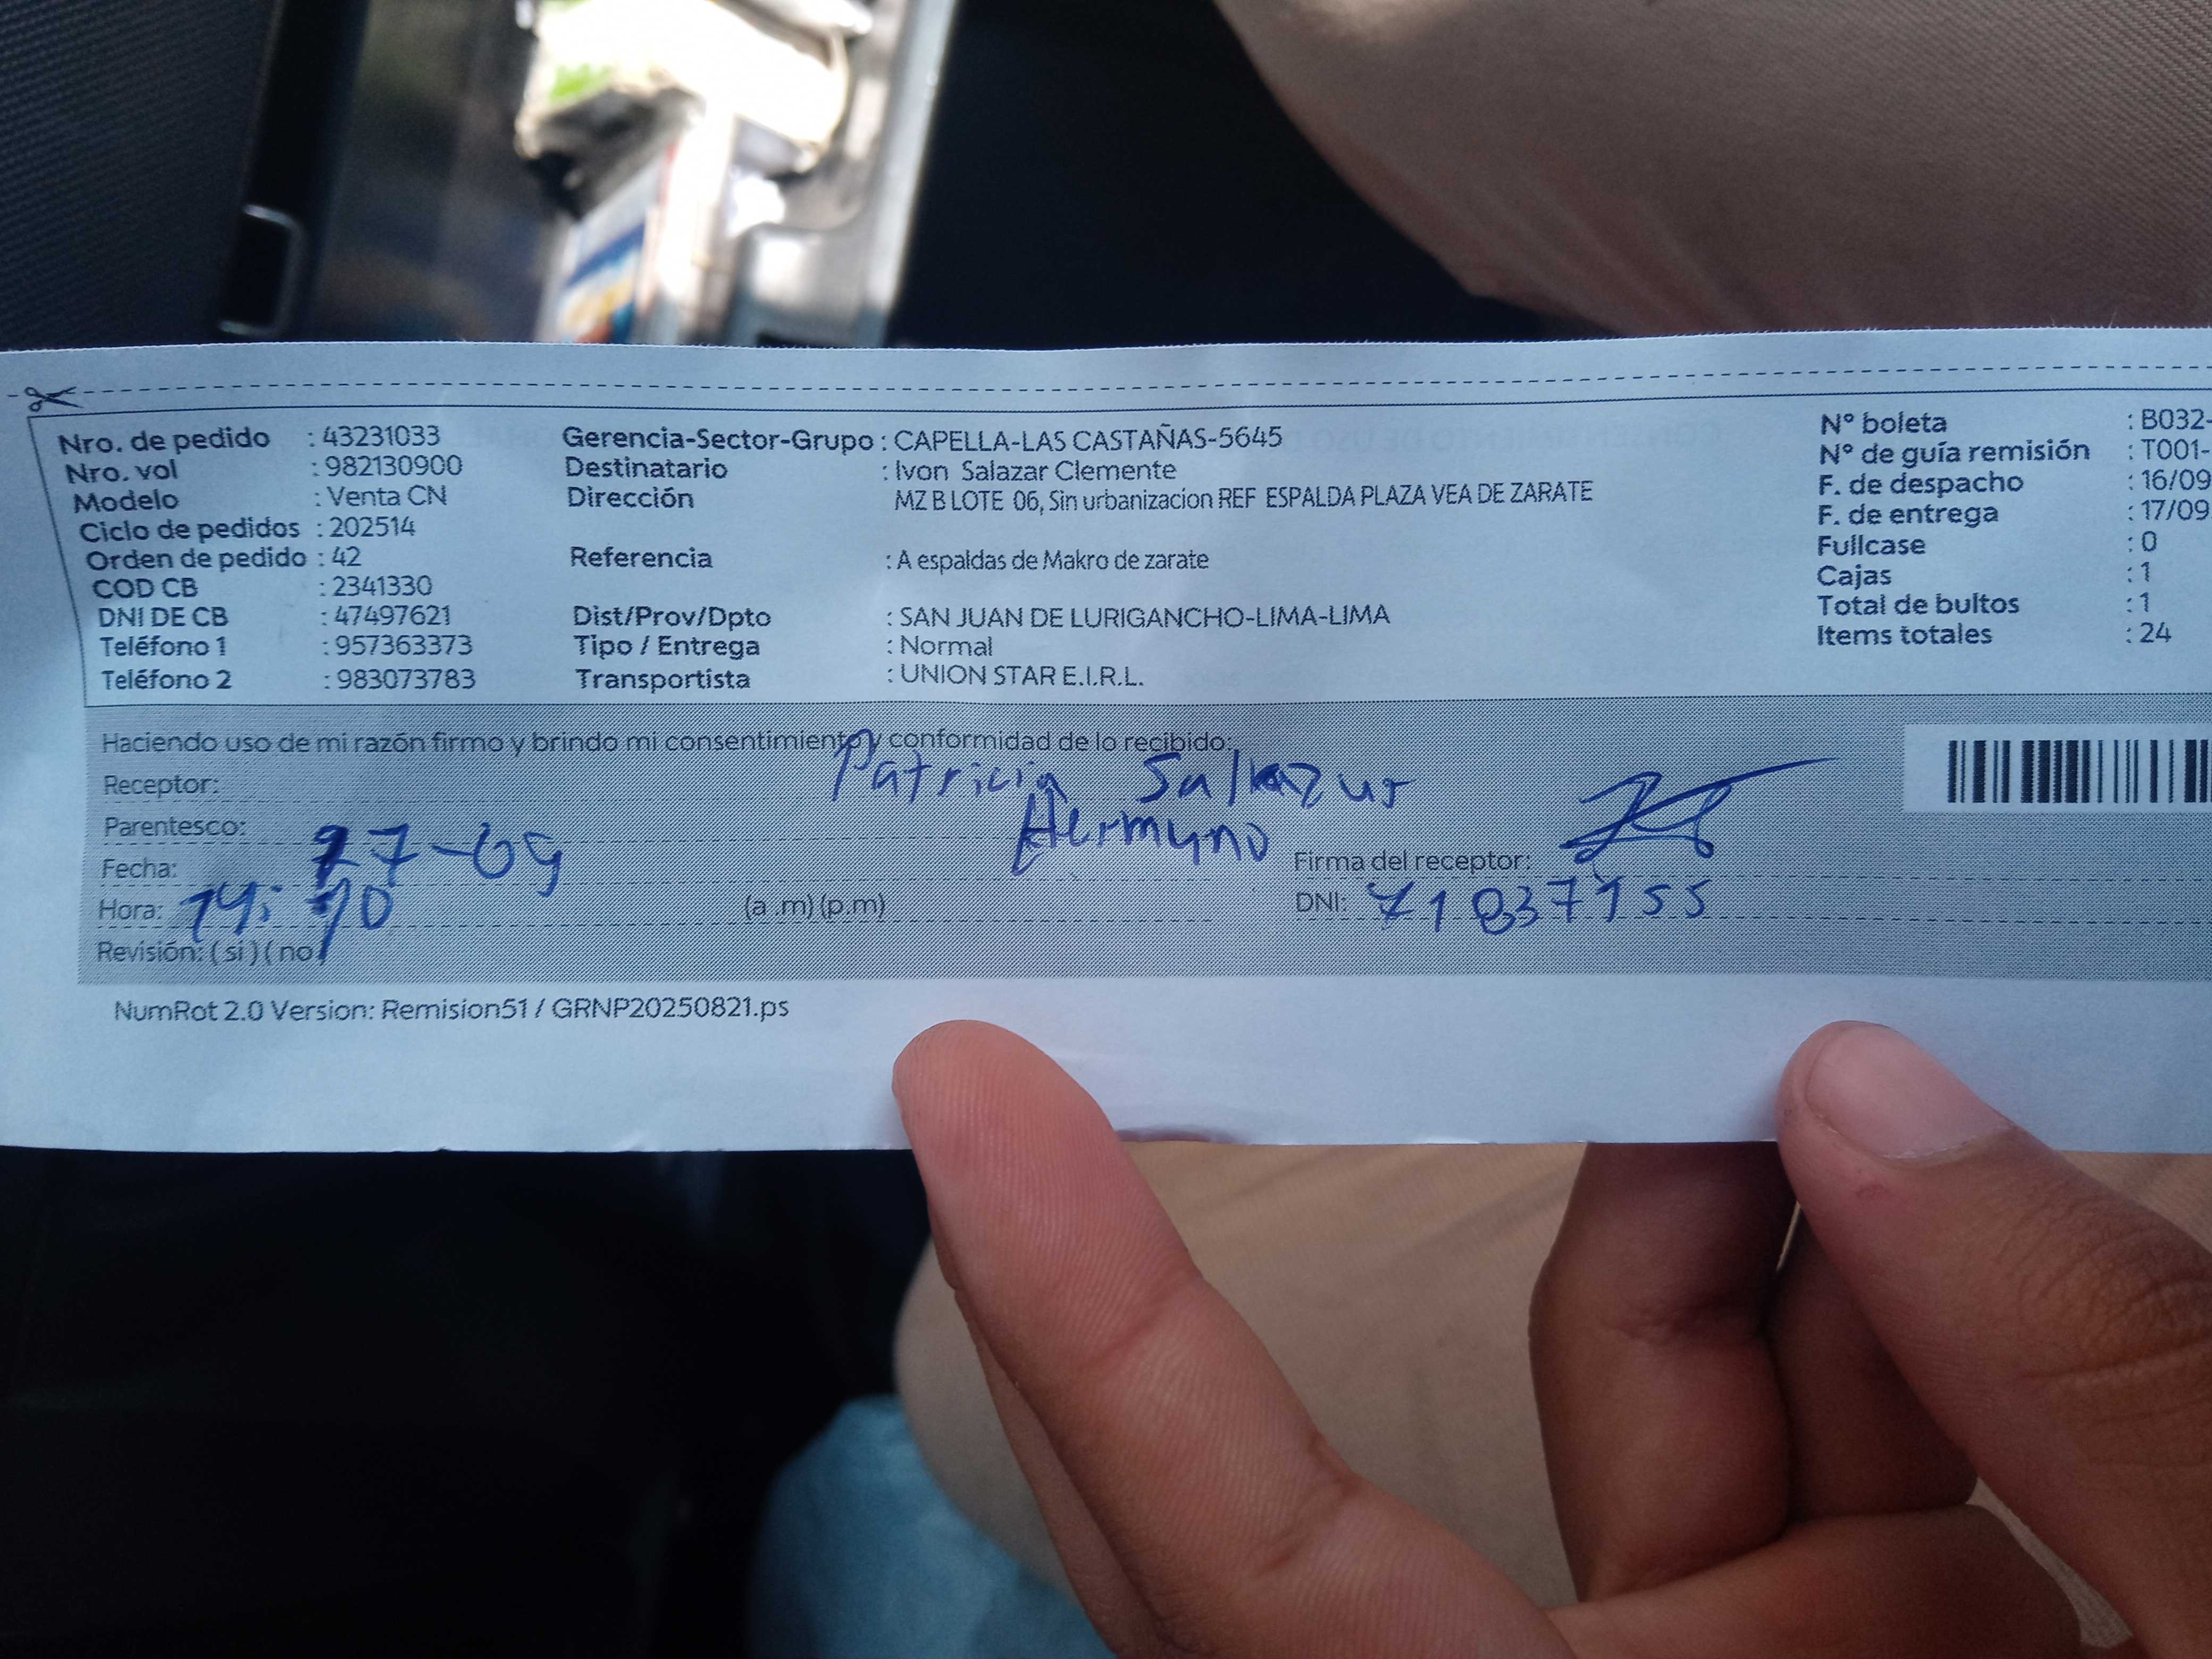 Nro. de pedido : 43231033 Gerencia-Sector-Grupo : CAPELLA-LAS CASTAÑAS-5645 N° boleta : B032-
Nro. vol : 982130900 Destinatario : Ivon Salazar Clemente N° de guía remisión : T001-
Modelo : Venta CN Dirección MZ B LOTE 06, Sin urbanizacion REF ESPALDA PLAZA VEA DE ZARATE F. de despacho : 16/09
Ciclo de pedidos : 202514 F. de entrega : 17/09
Orden de pedido : 42 Referencia : A espaldas de Makro de zarate Fullcase : 0
COD CB : 2341330 Cajas : 1
DNI DE CB : 47497621 Dist/Prov/Dpto : SAN JUAN DE LURIGANCHO-LIMA-LIMA Total de bultos : 1
Teléfono 1 : 957363373 Tipo / Entrega : Normal Items totales : 24
Teléfono 2 : 983073783 Transportista : UNION STAR E.I.R.L.
Haciendo uso de mi razón firmo y brindo mi consentimiento y conformidad de lo recibido:
Receptor: Patricia Salazar
Parentesco: Hermano
Fecha: 17-09 Firma del receptor:
Hora: 14: (a .m) (p.m) DNI: 71837155
Revisión: ( si ) ( no )
NumRot 2.0 Version: Remision51 / GRNP20250821.ps